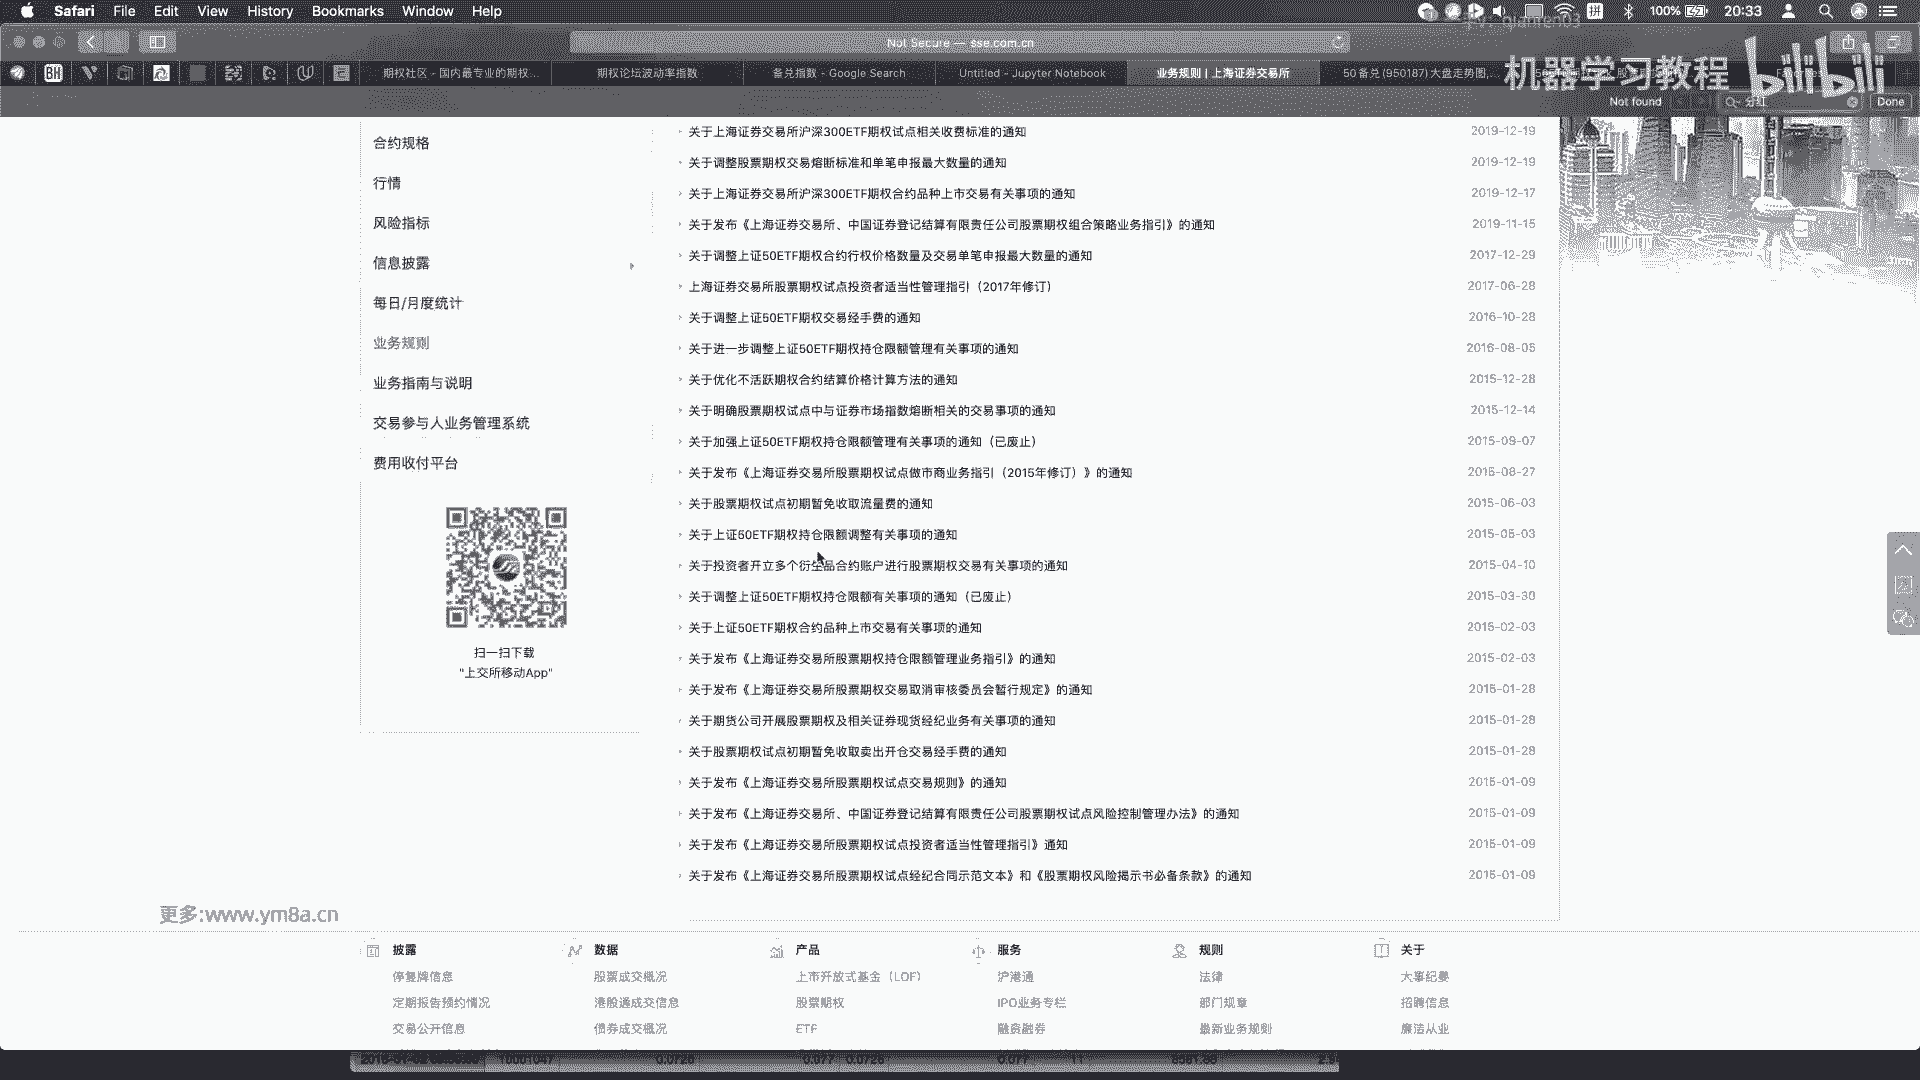 Safari File Edit View History Bookmarks Window Help
100% 20:33
Not Secure — sse.com.cn
BH 期权社区 - 国内最专业的期权... 期权论坛波动率指数 备兑指数 - Google Search Untitled - Jupyter Notebook 业务规则 | 上海证券交易所 50备兑(950187)大盘走势图,...
机器学习教程 bilibili
Not found 分红 Done
合约规格
行情
风险指标
信息披露
每日/月度统计
业务规则
业务指南与说明
交易参与人业务管理系统
费用收付平台
扫一扫下载
"上交所移动App"
关于上海证券交易所沪深300ETF期权试点相关收费标准的通知 2019-12-19
关于调整股票期权交易熔断标准和单笔申报最大数量的通知 2019-12-19
关于上海证券交易所沪深300ETF期权合约品种上市交易有关事项的通知 2019-12-17
关于发布《上海证券交易所、中国证券登记结算有限责任公司股票期权组合策略业务指引》的通知 2019-11-15
关于调整上证50ETF期权合约行权价格数量及交易单笔申报最大数量的通知 2017-12-29
上海证券交易所股票期权试点投资者适当性管理指引（2017年修订） 2017-06-28
关于调整上证50ETF期权交易经手费的通知 2016-10-28
关于进一步调整上证50ETF期权持仓限额管理有关事项的通知 2016-08-05
关于优化不活跃期权合约结算价格计算方法的通知 2015-12-28
关于明确股票期权试点中与证券市场指数熔断相关的交易事项的通知 2015-12-14
关于加强上证50ETF期权持仓限额管理有关事项的通知（已废止） 2015-09-07
关于发布《上海证券交易所股票期权试点做市商业务指引（2015年修订）》的通知 2015-08-27
关于股票期权试点初期暂免收取流量费的通知 2015-06-03
关于上证50ETF期权持仓限额调整有关事项的通知 2015-05-03
关于投资者开立多个衍生品合约账户进行股票期权交易有关事项的通知 2015-04-10
关于调整上证50ETF期权持仓限额有关事项的通知（已废止） 2015-03-30
关于上证50ETF期权合约品种上市交易有关事项的通知 2015-02-03
关于发布《上海证券交易所股票期权持仓限额管理业务指引》的通知 2015-02-03
关于发布《上海证券交易所股票期权交易取消审核委员会暂行规定》的通知 2015-01-28
关于期货公司开展股票期权及相关证券现货经纪业务有关事项的通知 2015-01-28
关于股票期权试点初期暂免收取卖出开仓交易经手费的通知 2015-01-28
关于发布《上海证券交易所股票期权试点交易规则》的通知 2015-01-09
关于发布《上海证券交易所、中国证券登记结算有限责任公司股票期权试点风险控制管理办法》的通知 2015-01-09
关于发布《上海证券交易所股票期权试点投资者适当性管理指引》通知 2015-01-09
关于发布《上海证券交易所股票期权试点经纪合同示范文本》和《股票期权风险揭示书必备条款》的通知 2015-01-09
更多:www.ym8a.cn
披露 数据 产品 服务 规则 关于
停复牌信息 股票成交概况 上市开放式基金（LOF） 沪港通 法律 大事纪要
定期报告预约情况 港股通成交信息 股票期权 IPO业务专栏 部门规章 招聘信息
交易公开信息 债券成交概况 ETF 融资融券 最新业务规则 廉洁从业
10001047 0.0726 0.077 0.0726 0.077 11